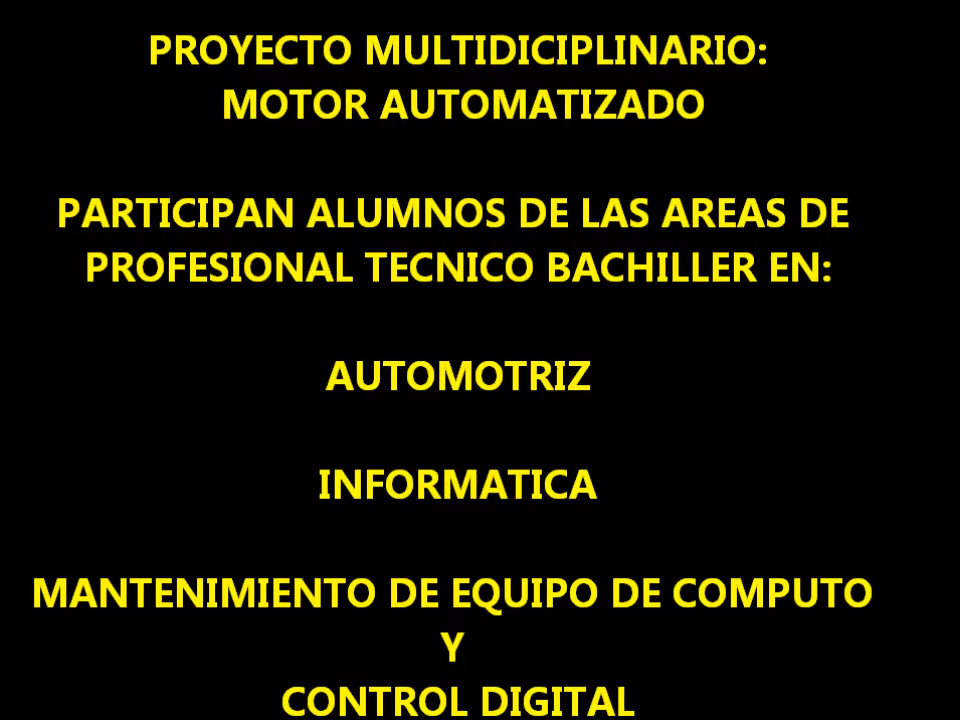 PROYECTO MULTIDICIPLINARIO:
MOTOR AUTOMATIZADO
PARTICIPAN ALUMNOS DE LAS AREAS DE
PROFESIONAL TECNICO BACHILLER EN:
AUTOMOTRIZ
INFORMATICA
MANTENIMIENTO DE EQUIPO DE COMPUTO
Y
CONTROL DIGITAL